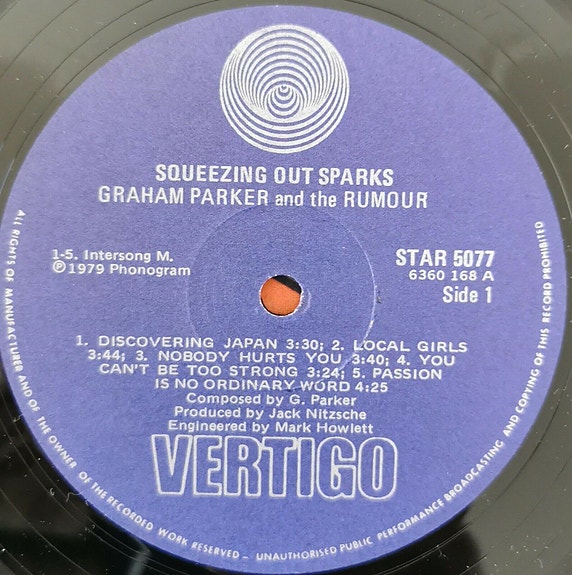 SQUEEZING OUT SPARKS
GRAHAM PARKER and the RUMOUR
1-5. Intersong M.
℗1979 Phonogram
STAR 5077
6360 168 A
Side 1
1. DISCOVERING JAPAN 3:30; 2. LOCAL GIRLS
3:44; 3. NOBODY HURTS YOU 3:40; 4. YOU
CAN'T BE TOO STRONG 3:24; 5. PASSION
IS NO ORDINARY WORD 4:25
Composed by G. Parker
Produced by Jack Nitzsche
Engineered by Mark Howlett
VERTIGO
ALL RIGHTS OF MANUFACTURER AND OF THE OWNER OF THE RECORDED WORK RESERVED – UNAUTHORISED PUBLIC PERFORMANCE BROADCASTING AND COPYING OF THIS RECORD PROHIBITED